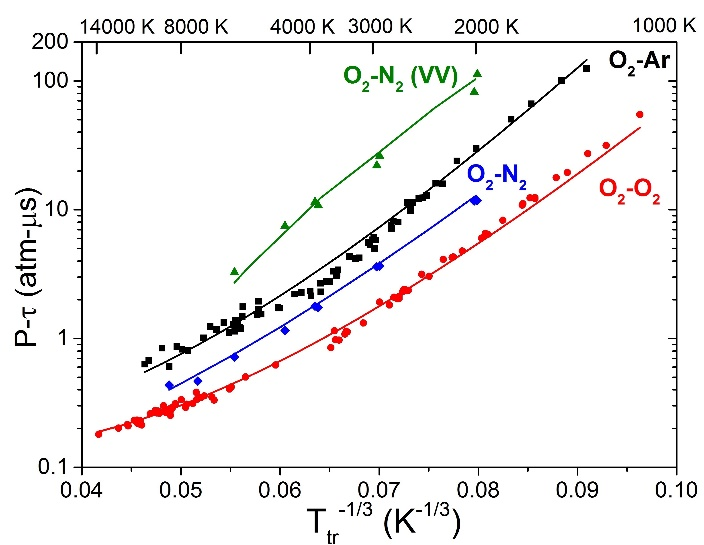 14000 K 8000 K 4000 K 3000 K 2000 K 1000 K
200
100
10
1
0.1
O2-N2 (VV)
O2-Ar
O2-N2
O2-O2
P-τ (atm-μs)
0.04 0.05 0.06 0.07 0.08 0.09 0.10
Ttr^-1/3 (K^-1/3)